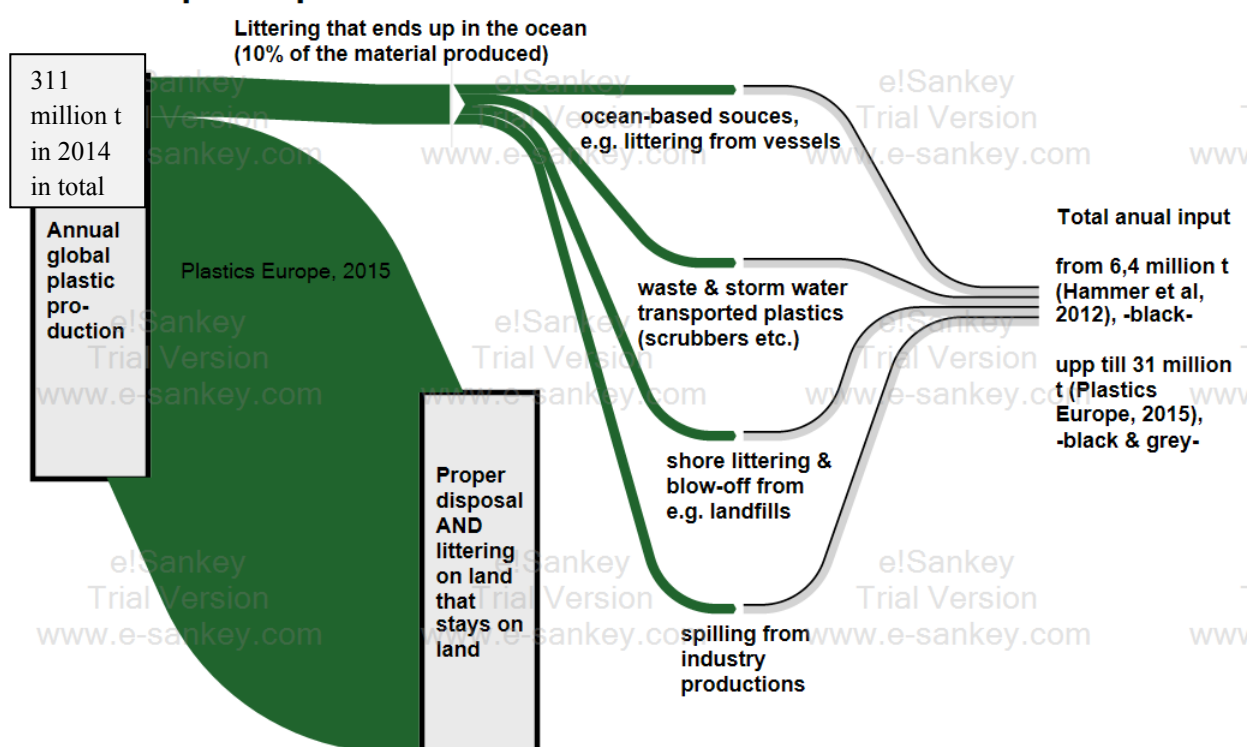 Littering that ends up in the ocean
(10% of the material produced)
311
million t
in 2014
in total
Annual
global
plastic
pro-
duction
Plastics Europe, 2015
ocean-based souces,
e.g. littering from vessels
waste & storm water
transported plastics
(scrubbers etc.)
shore littering &
blow-off from
e.g. landfills
spilling from
industry
productions
Proper
disposal
AND
littering
on land
that
stays on
land
Total anual input
from 6,4 million t
(Hammer et al,
2012), -black-
upp till 31 million
t (Plastics
Europe, 2015),
-black & grey-
e!Sankey
Trial Version
www.e-sankey.com